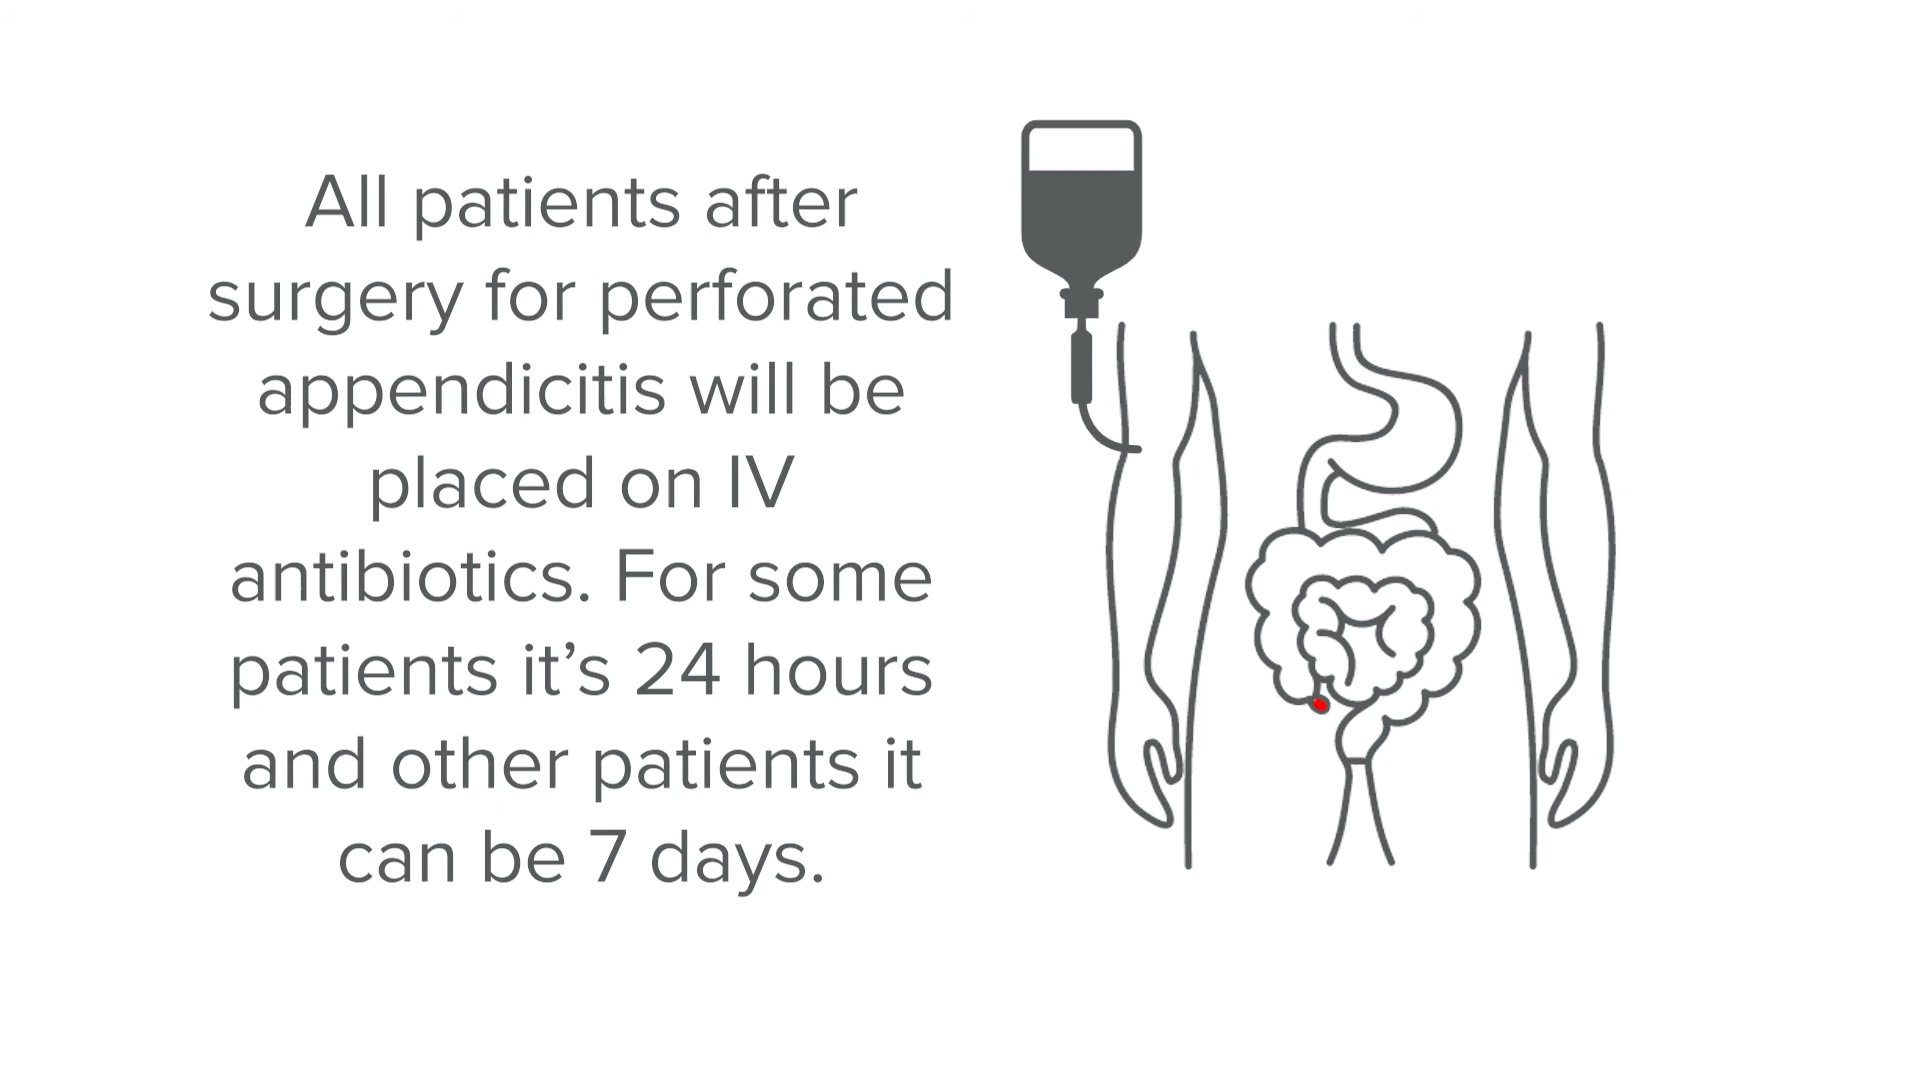 All patients after
surgery for perforated
appendicitis will be
placed on IV
antibiotics. For some
patients it’s 24 hours
and other patients it
can be 7 days.